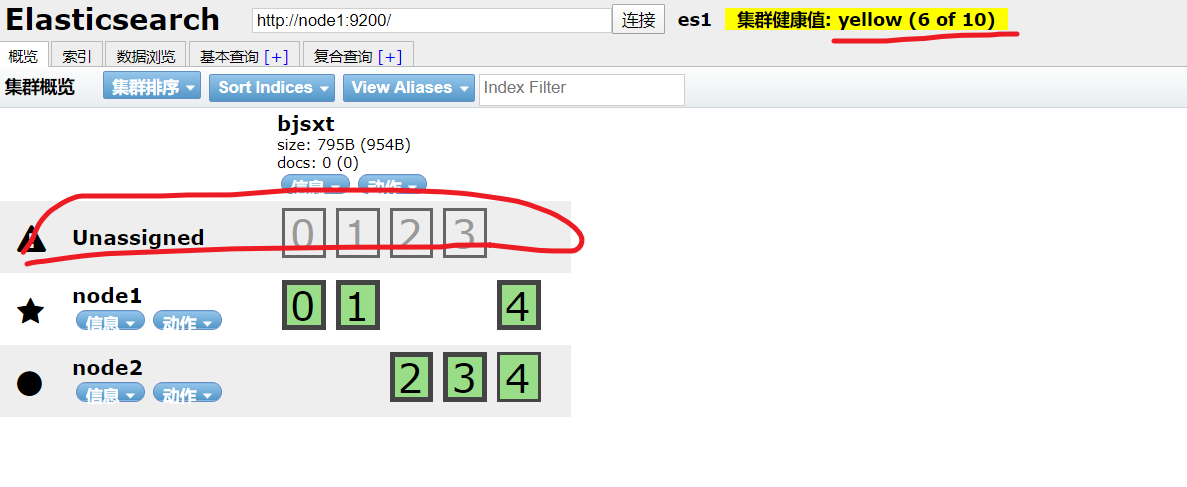 Elasticsearch http://node1:9200/ 连接 es1 集群健康值: yellow (6 of 10)
概览 索引 数据浏览 基本查询 [+] 复合查询 [+]
集群概览 集群排序 Sort Indices View Aliases Index Filter
bjsxt
size: 795B (954B)
docs: 0 (0)
信息 动作
Unassigned 0 1 2 3
node1 0 1 4
信息 动作
node2 2 3 4
信息 动作